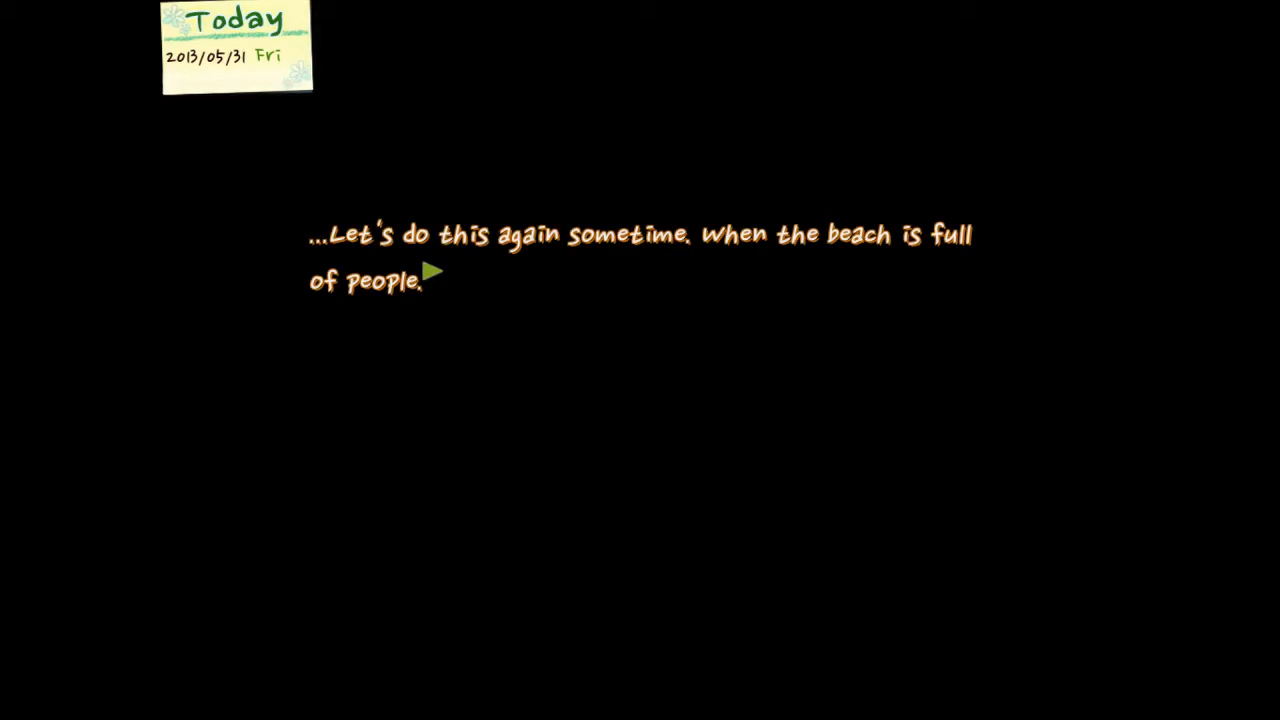 Today
2013/05/31 Fri
...Let's do this again sometime. When the beach is full
of people.